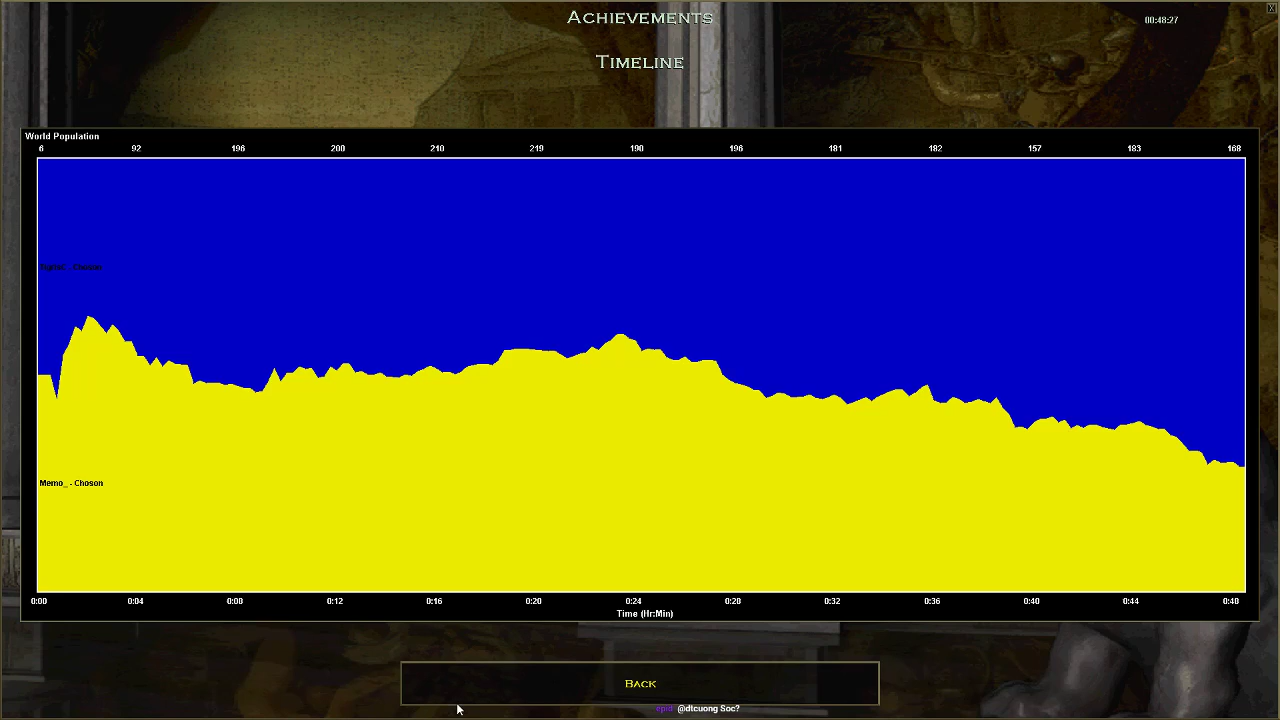 ACHIEVEMENTS
00:48:27
X
TIMELINE
World Population
6 92 196 200 210 219 190 196 181 182 157 183 168
- Choson
Memo_ - Choson
0:00 0:04 0:08 0:12 0:16 0:20 0:24 0:28 0:32 0:36 0:40 0:44 0:48
Time (Hr:Min)
BACK
@dtcuong Soc?